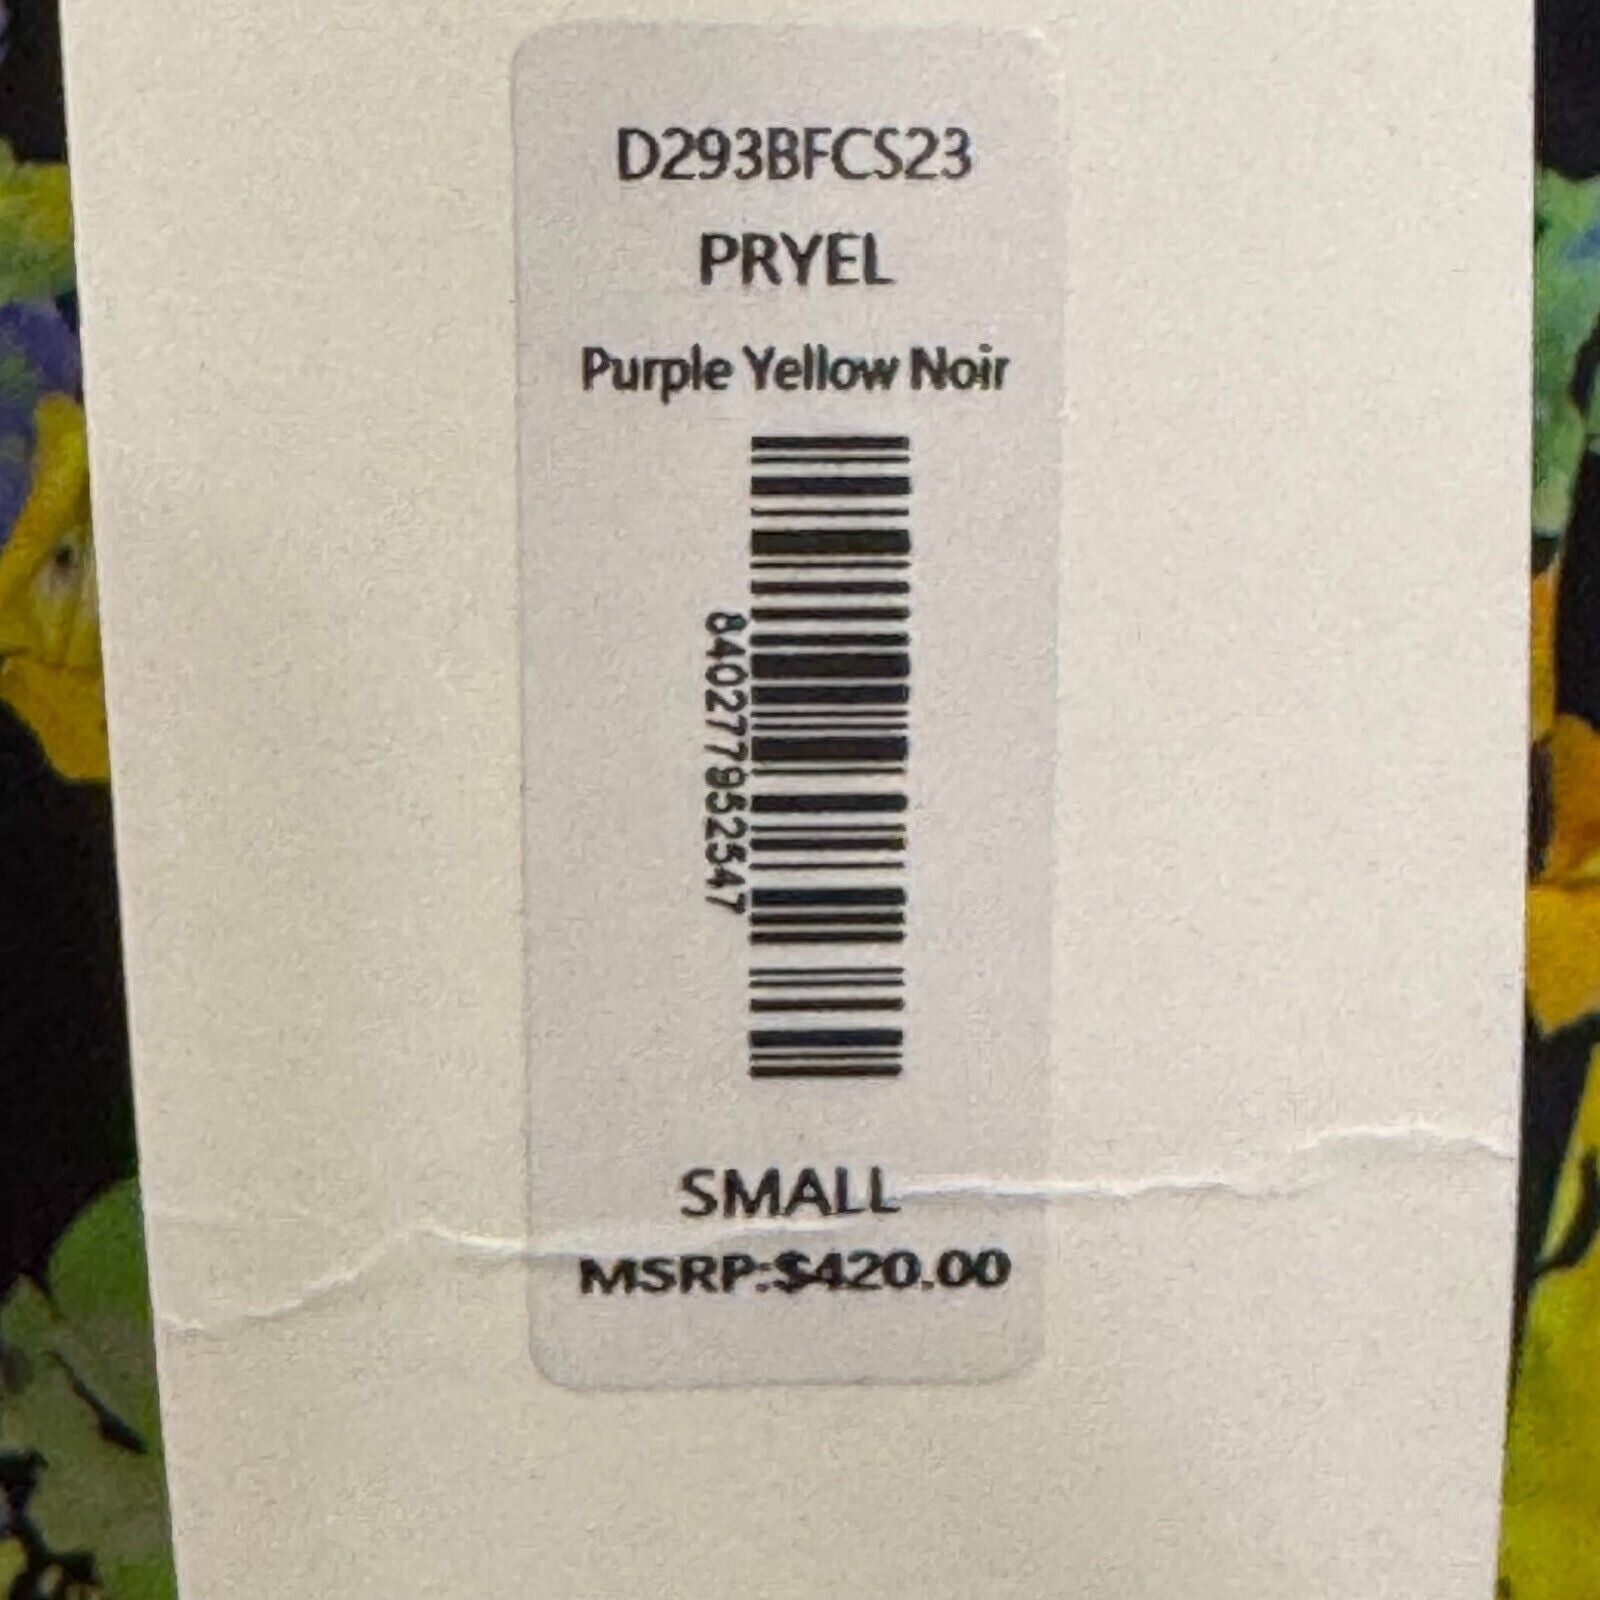 D293BFCS23
PRYEL
Purple Yellow Noir
840277952547
SMALL
MSRP:$420.00